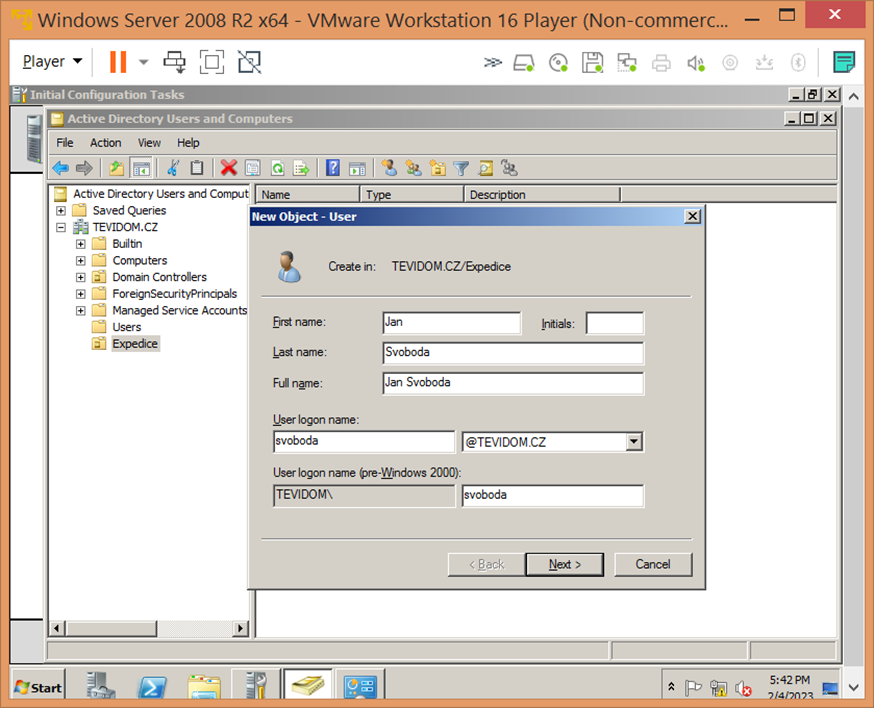 Windows Server 2008 R2 x64 - VMware Workstation 16 Player (Non-commerc...
Player
Initial Configuration Tasks
Active Directory Users and Computers
File Action View Help
Active Directory Users and Comput
Name Type Description
Saved Queries
TEVIDOM.CZ
Builtin
Computers
Domain Controllers
ForeignSecurityPrincipals
Managed Service Accounts
Users
Expedice
New Object - User
Create in: TEVIDOM.CZ/Expedice
First name: Jan Initials:
Last name: Svoboda
Full name: Jan Svoboda
User logon name:
svoboda @TEVIDOM.CZ
User logon name (pre-Windows 2000):
TEVIDOM\ svoboda
< Back Next > Cancel
Start
5:42 PM
2/4/2023